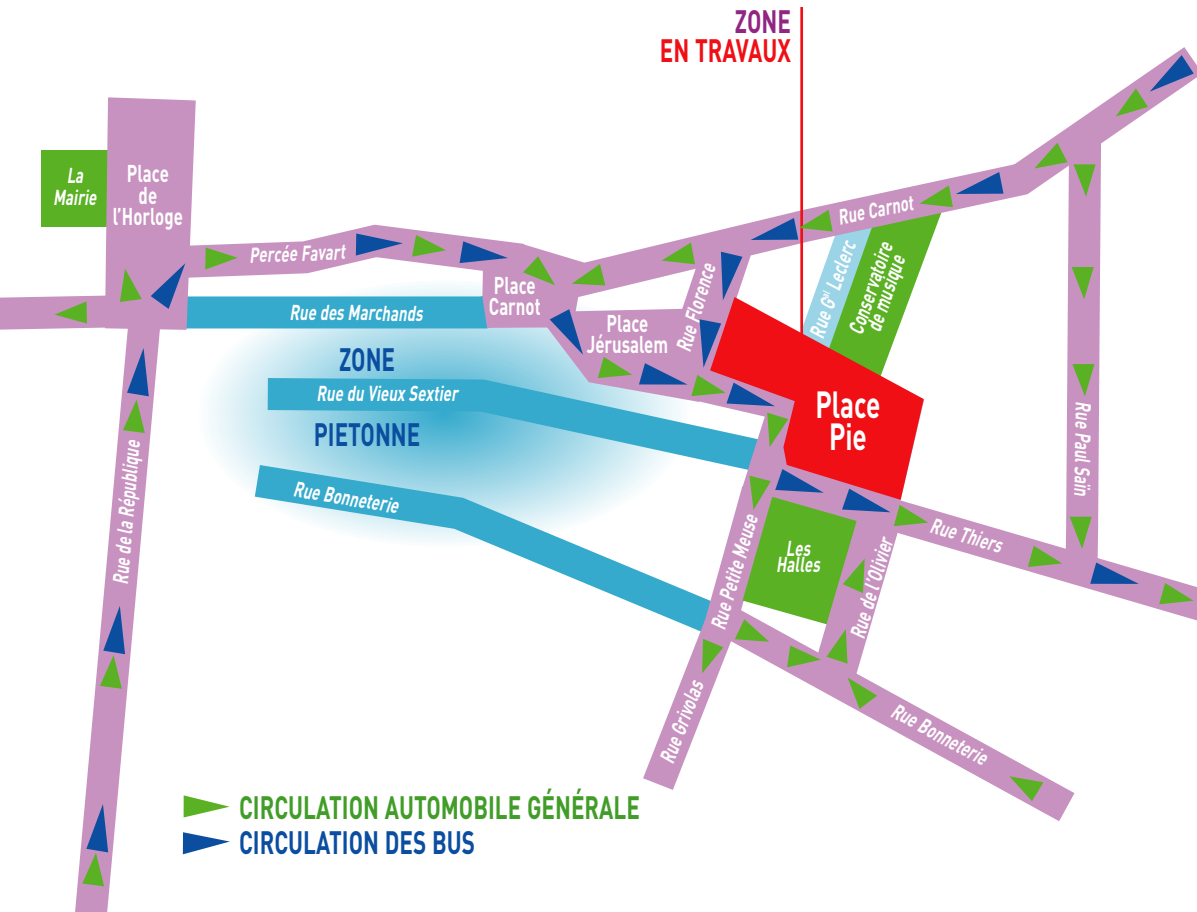 ZONE
EN TRAVAUX
La
Mairie
Place
de
l'Horloge
Percée Favart
Rue Carnot
Rue Gal Leclerc
Conservatoire
de musique
Place
Carnot
Rue des Marchands
Rue Florence
Place
Jérusalem
ZONE
Rue du Vieux Sextier
PIETONNE
Place
Pie
Rue Paul Saïn
Rue Bonneterie
Rue de la République
Rue Thiers
Les
Halles
Rue Petite Meuse
Rue de l'Olivier
Rue Grivolas
Rue Bonneterie
CIRCULATION AUTOMOBILE GÉNÉRALE
CIRCULATION DES BUS